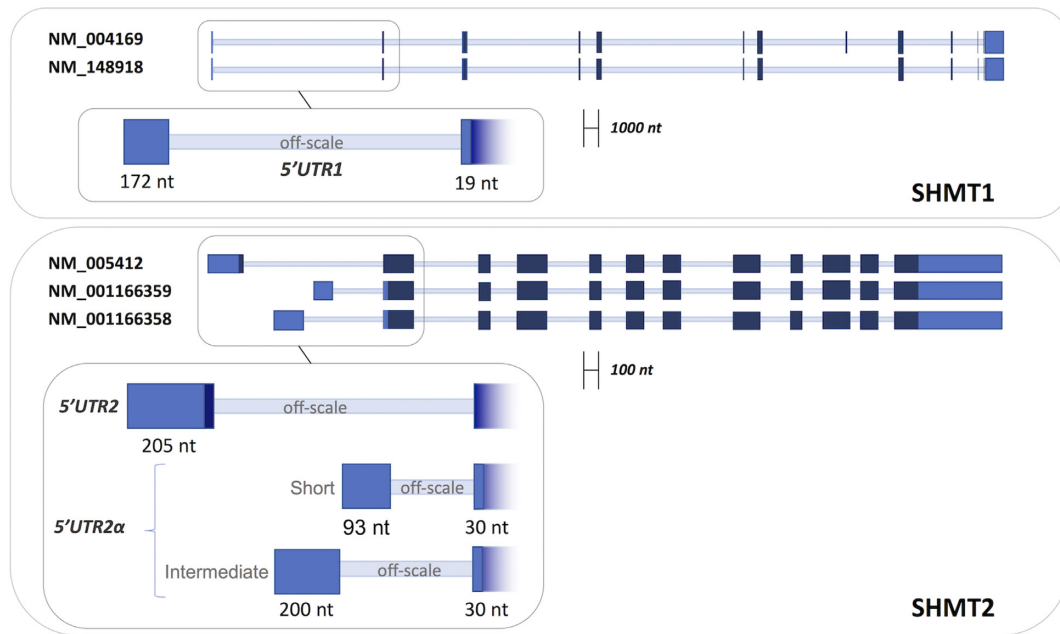 NM_004169
NM_148918
1000 nt
off-scale
5’UTR1
172 nt
19 nt
SHMT1
NM_005412
NM_001166359
NM_001166358
100 nt
5’UTR2
off-scale
205 nt
5’UTR2α
Short
off-scale
93 nt
30 nt
Intermediate
off-scale
200 nt
30 nt
SHMT2